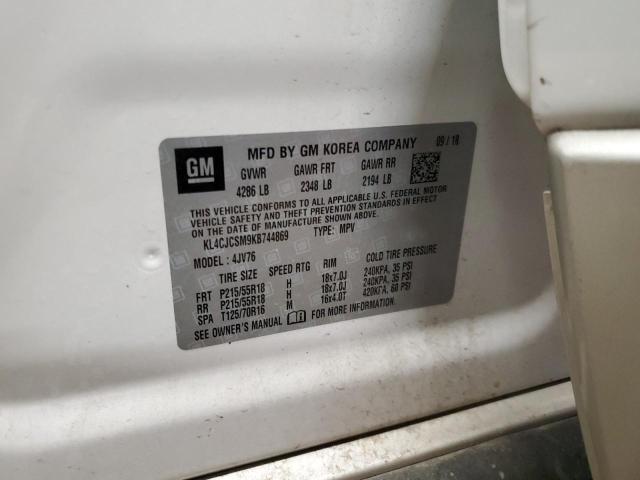 GM
MFD BY GM KOREA COMPANY 09/18
GVWR GAWR FRT GAWR RR
4286 LB 2348 LB 2194 LB
THIS VEHICLE CONFORMS TO ALL APPLICABLE U.S. FEDERAL MOTOR
VEHICLE SAFETY AND THEFT PREVENTION STANDARDS IN EFFECT
ON THE DATE OF MANUFACTURE SHOWN ABOVE.
KL4CJCSM9KB744869 TYPE: MPV
MODEL: 4JV76
TIRE SIZE SPEED RTG RIM COLD TIRE PRESSURE
FRT P215/55R18 H 18x7.0J 240KPA, 35 PSI
RR P215/55R18 H 18x7.0J 240KPA, 35 PSI
SPA T125/70R16 M 16x4.0T 420KPA, 60 PSI
SEE OWNER'S MANUAL FOR MORE INFORMATION.